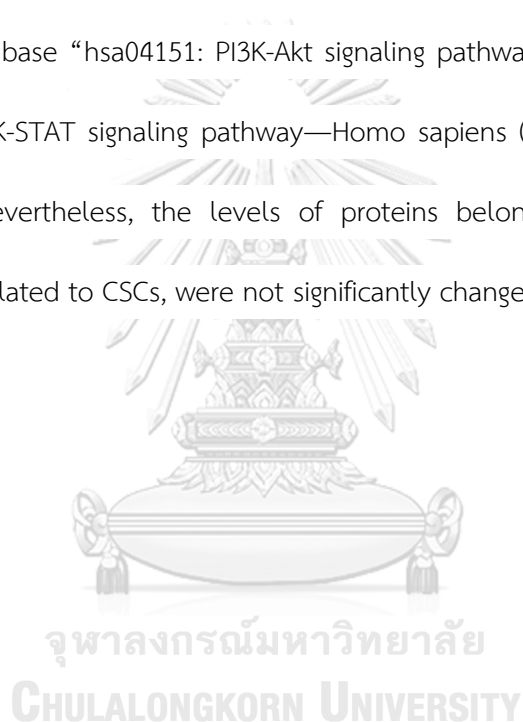 base “hsa04151: PI3K-Akt signaling pathwa
K-STAT signaling pathway—Homo sapiens (
evertheless, the levels of proteins belon
lated to CSCs, were not significantly change
จุฬาลงกรณ์มหาวิทยาลัย
CHULALONGKORN UNIVERSITY